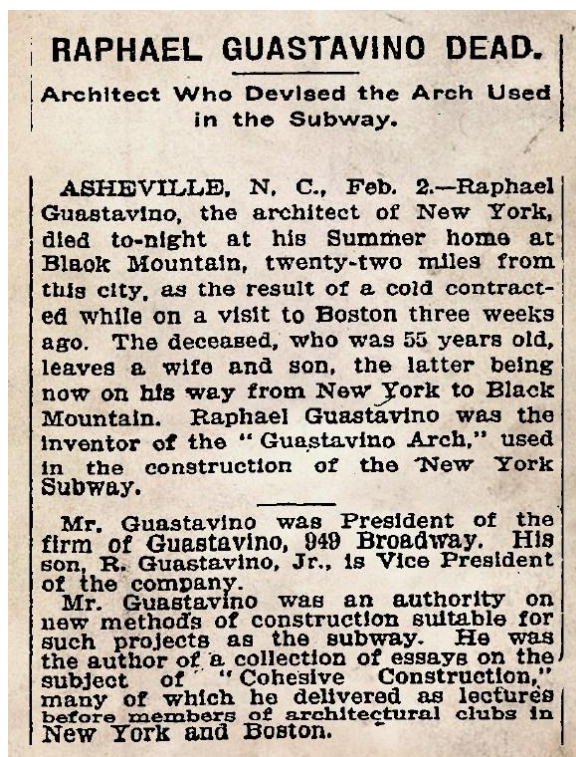 RAPHAEL GUASTAVINO DEAD.
Architect Who Devised the Arch Used
in the Subway.
ASHEVILLE, N. C., Feb. 2.—Raphael
Guastavino, the architect of New York,
died to-night at his Summer home at
Black Mountain, twenty-two miles from
this city, as the result of a cold contract-
ed while on a visit to Boston three weeks
ago. The deceased, who was 55 years old,
leaves a wife and son, the latter being
now on his way from New York to Black
Mountain. Raphael Guastavino was the
inventor of the "Guastavino Arch," used
in the construction of the New York
Subway.
Mr. Guastavino was President of the
firm of Guastavino, 949 Broadway. His
son, R. Guastavino, Jr., is Vice President
of the company.
Mr. Guastavino was an authority on
new methods of construction suitable for
such projects as the subway. He was
the author of a collection of essays on the
subject of "Cohesive Construction,"
many of which he delivered as lectures
before members of architectural clubs in
New York and Boston.